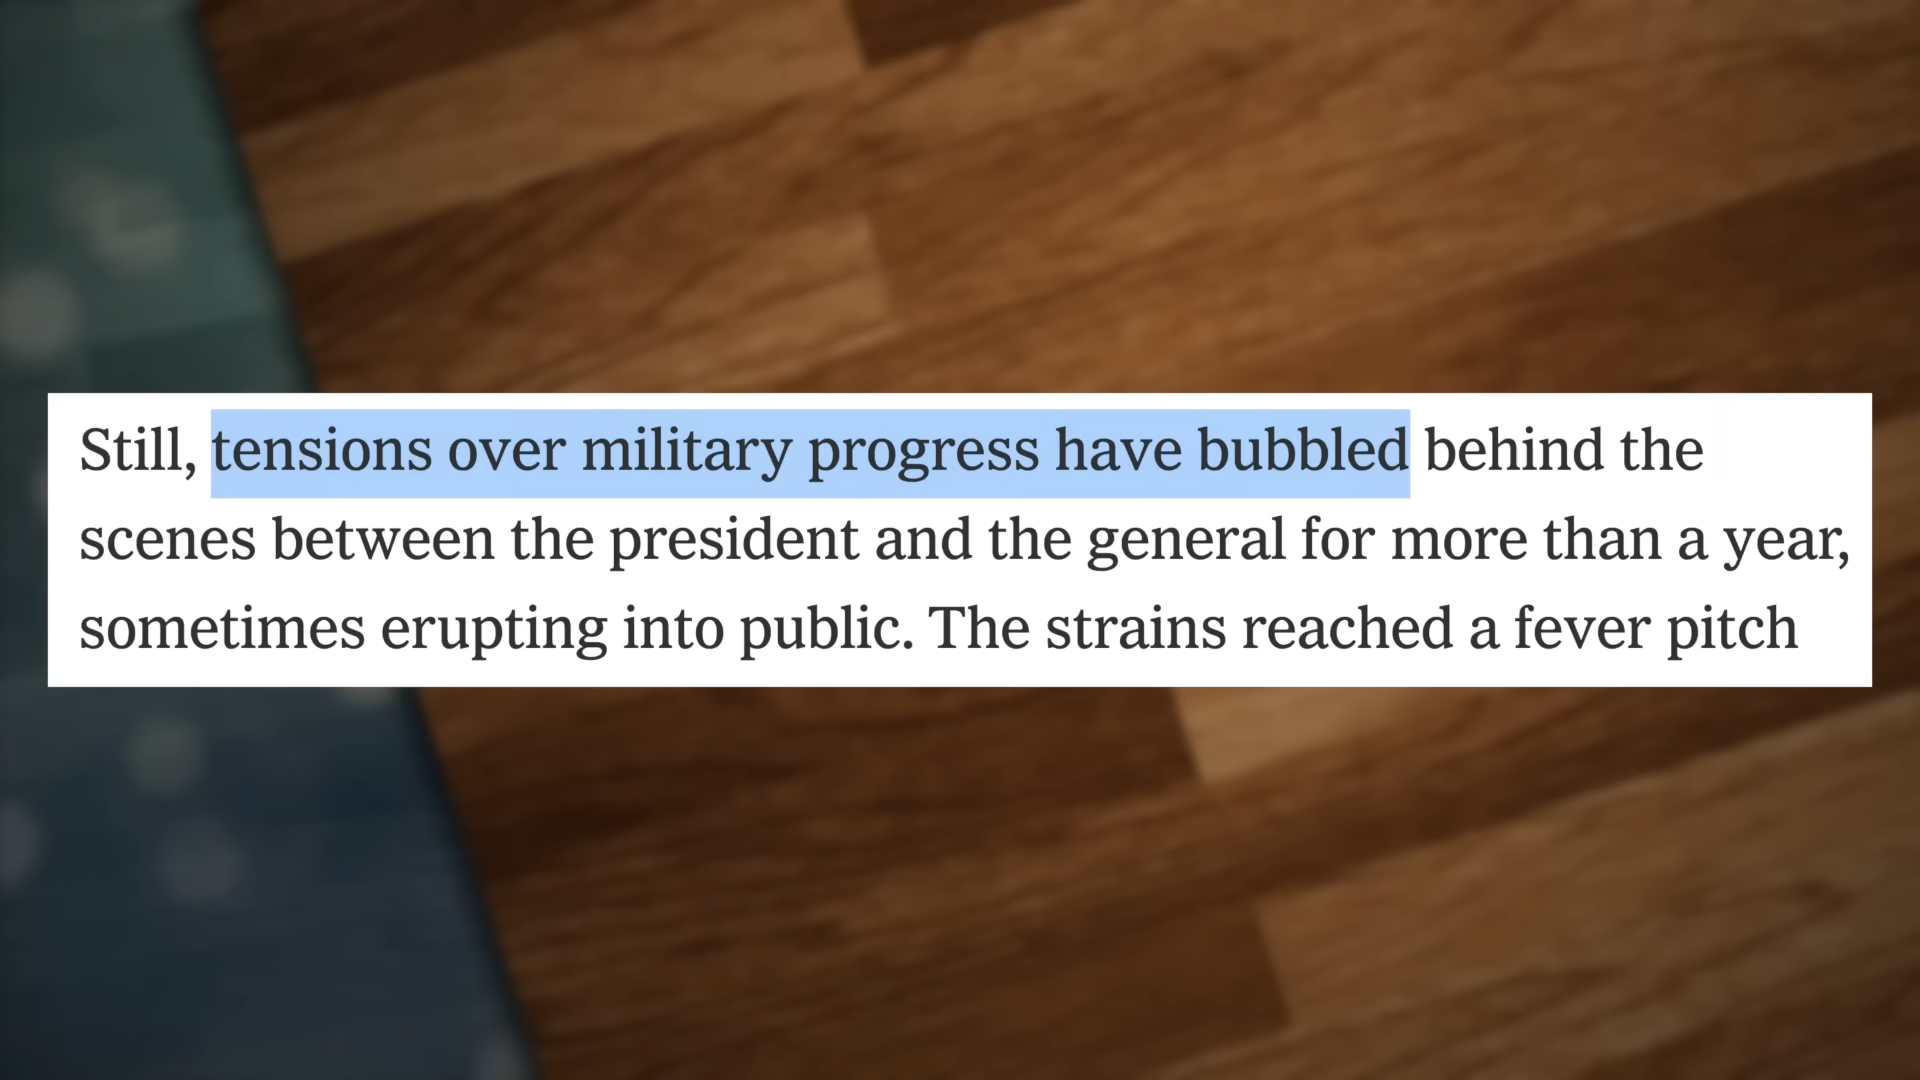 Still, tensions over military progress have bubbled behind the
scenes between the president and the general for more than a year,
sometimes erupting into public. The strains reached a fever pitch